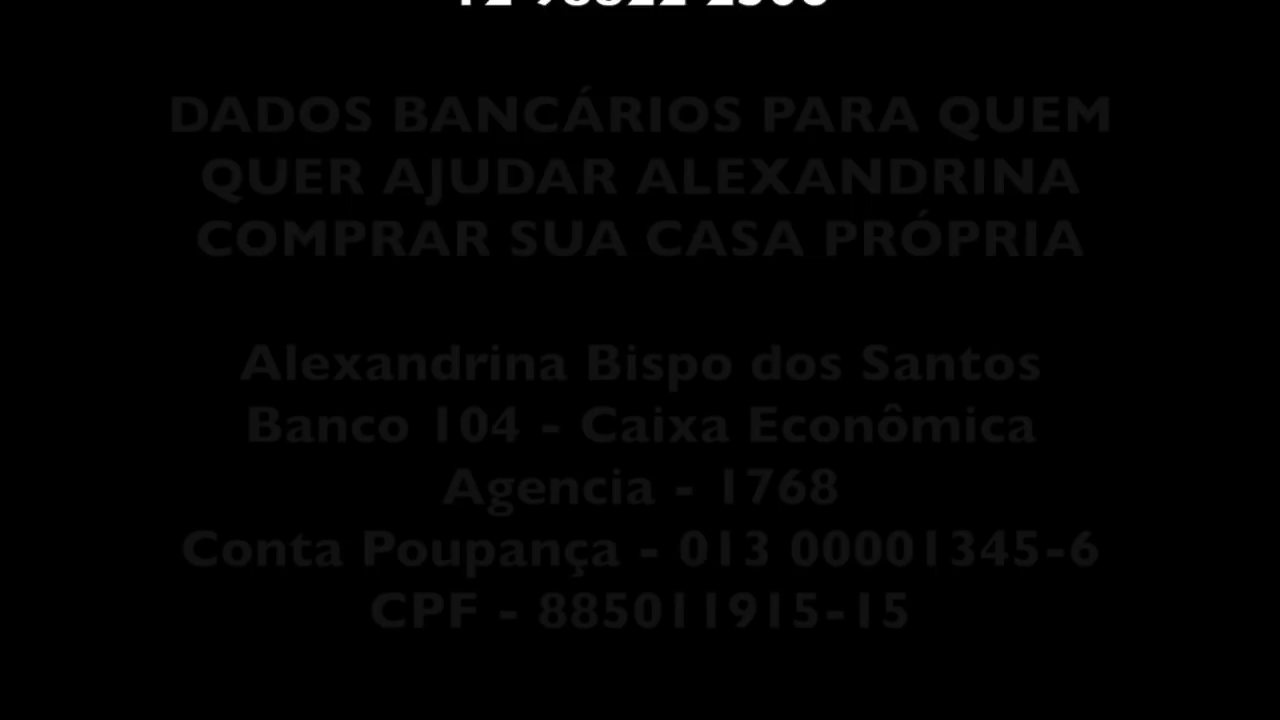 DADOS BANCÁRIOS PARA QUEM
QUER AJUDAR ALEXANDRINA
COMPRAR SUA CASA PRÓPRIA
Alexandrina Bispo dos Santos
Banco 104 - Caixa Econômica
Agencia - 1768
Conta Poupança - 013 00001345-6
CPF - 885011915-15